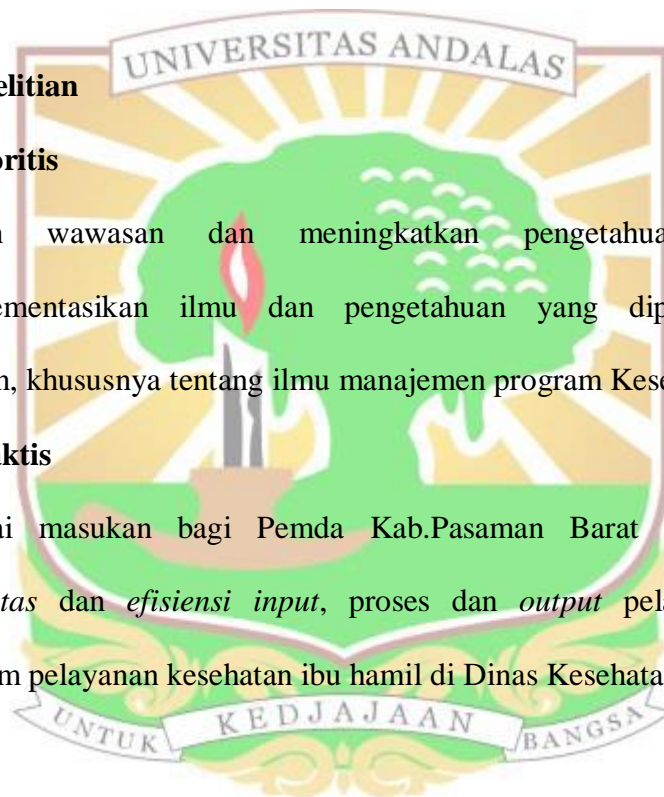 UNIVERSITAS ANDALAS
elitian
oritis
wawasan dan meningkatkan pengetahua
ementasikan ilmu dan pengetahuan yang dip
n, khususnya tentang ilmu manajemen program Kese
aktis
ai masukan bagi Pemda Kab.Pasaman Barat
tas dan efisiensi input, proses dan output pel
m pelayanan kesehatan ibu hamil di Dinas Kesehata
UNTUK KEDJAJAAN BANGSA